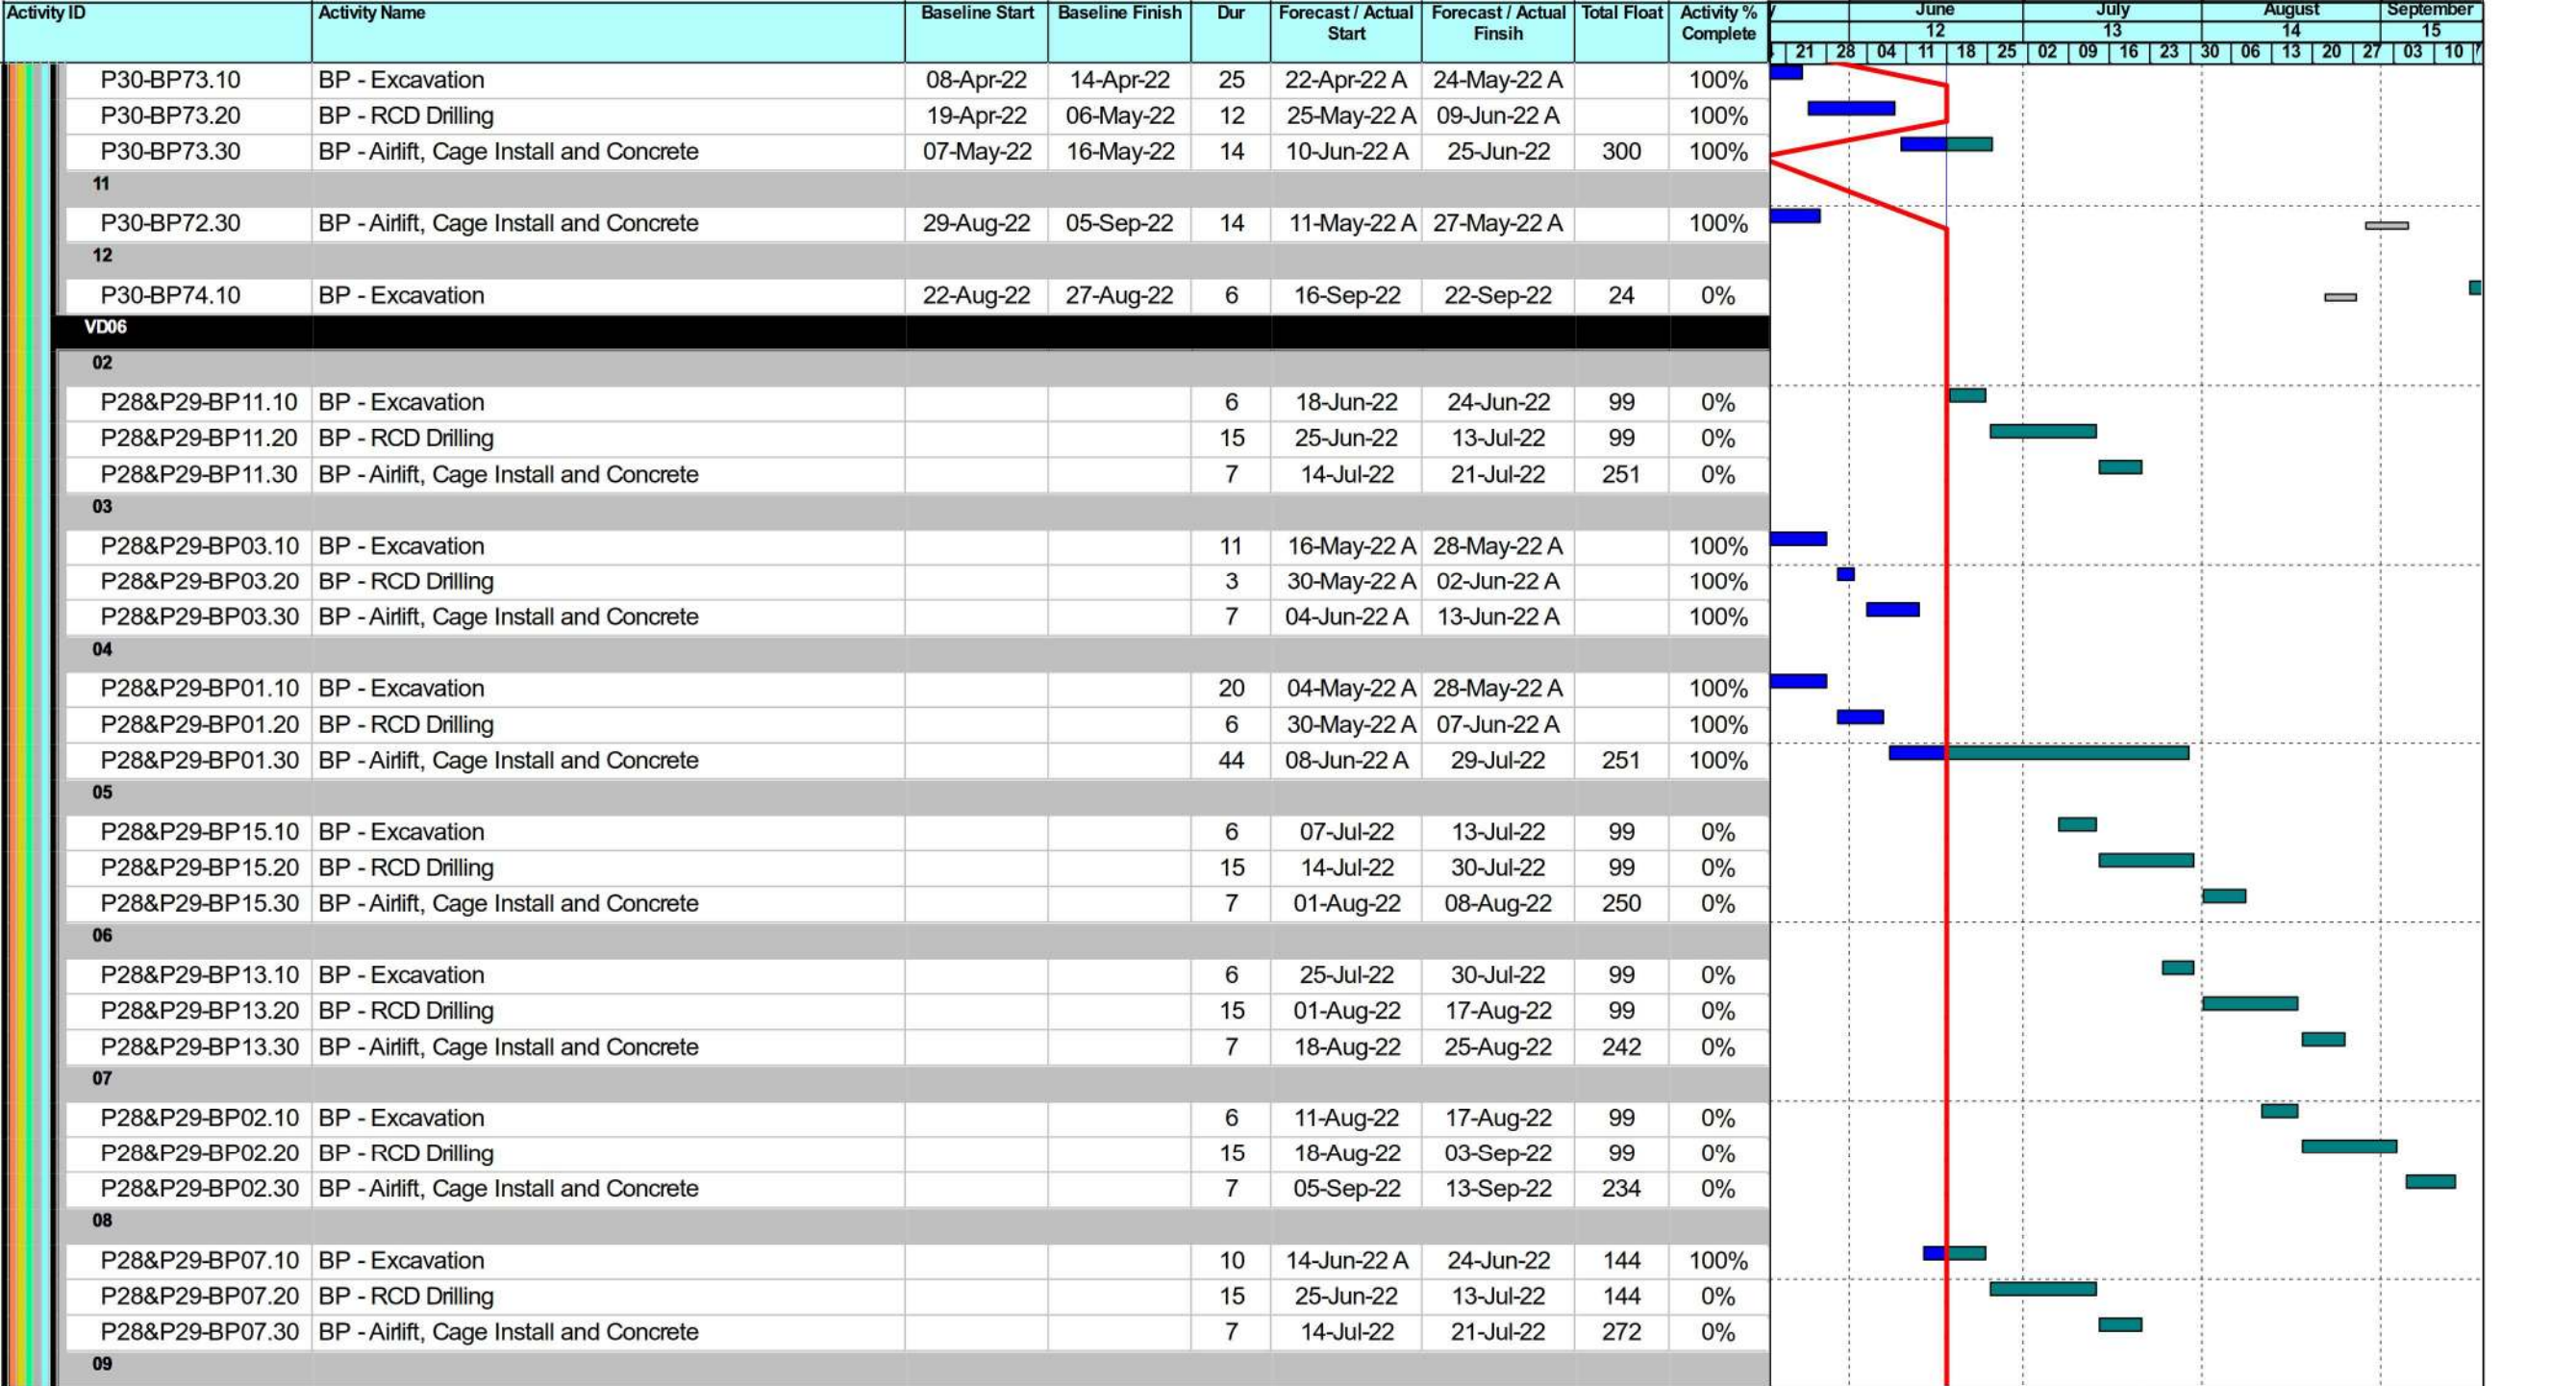 Activity ID Activity Name Baseline Start Baseline Finish Dur Forecast / Actual Start Forecast / Actual Finsih Total Float Activity % Complete
June July August September
12 13 14 15
21 28 04 11 18 25 02 09 16 23 30 06 13 20 27 03 10
P30-BP73.10 BP - Excavation 08-Apr-22 14-Apr-22 25 22-Apr-22 A 24-May-22 A 100%
P30-BP73.20 BP - RCD Drilling 19-Apr-22 06-May-22 12 25-May-22 A 09-Jun-22 A 100%
P30-BP73.30 BP - Airlift, Cage Install and Concrete 07-May-22 16-May-22 14 10-Jun-22 A 25-Jun-22 300 100%
11
P30-BP72.30 BP - Airlift, Cage Install and Concrete 29-Aug-22 05-Sep-22 14 11-May-22 A 27-May-22 A 100%
12
P30-BP74.10 BP - Excavation 22-Aug-22 27-Aug-22 6 16-Sep-22 22-Sep-22 24 0%
VD06
02
P28&P29-BP11.10 BP - Excavation 6 18-Jun-22 24-Jun-22 99 0%
P28&P29-BP11.20 BP - RCD Drilling 15 25-Jun-22 13-Jul-22 99 0%
P28&P29-BP11.30 BP - Airlift, Cage Install and Concrete 7 14-Jul-22 21-Jul-22 251 0%
03
P28&P29-BP03.10 BP - Excavation 11 16-May-22 A 28-May-22 A 100%
P28&P29-BP03.20 BP - RCD Drilling 3 30-May-22 A 02-Jun-22 A 100%
P28&P29-BP03.30 BP - Airlift, Cage Install and Concrete 7 04-Jun-22 A 13-Jun-22 A 100%
04
P28&P29-BP01.10 BP - Excavation 20 04-May-22 A 28-May-22 A 100%
P28&P29-BP01.20 BP - RCD Drilling 6 30-May-22 A 07-Jun-22 A 100%
P28&P29-BP01.30 BP - Airlift, Cage Install and Concrete 44 08-Jun-22 A 29-Jul-22 251 100%
05
P28&P29-BP15.10 BP - Excavation 6 07-Jul-22 13-Jul-22 99 0%
P28&P29-BP15.20 BP - RCD Drilling 15 14-Jul-22 30-Jul-22 99 0%
P28&P29-BP15.30 BP - Airlift, Cage Install and Concrete 7 01-Aug-22 08-Aug-22 250 0%
06
P28&P29-BP13.10 BP - Excavation 6 25-Jul-22 30-Jul-22 99 0%
P28&P29-BP13.20 BP - RCD Drilling 15 01-Aug-22 17-Aug-22 99 0%
P28&P29-BP13.30 BP - Airlift, Cage Install and Concrete 7 18-Aug-22 25-Aug-22 242 0%
07
P28&P29-BP02.10 BP - Excavation 6 11-Aug-22 17-Aug-22 99 0%
P28&P29-BP02.20 BP - RCD Drilling 15 18-Aug-22 03-Sep-22 99 0%
P28&P29-BP02.30 BP - Airlift, Cage Install and Concrete 7 05-Sep-22 13-Sep-22 234 0%
08
P28&P29-BP07.10 BP - Excavation 10 14-Jun-22 A 24-Jun-22 144 100%
P28&P29-BP07.20 BP - RCD Drilling 15 25-Jun-22 13-Jul-22 144 0%
P28&P29-BP07.30 BP - Airlift, Cage Install and Concrete 7 14-Jul-22 21-Jul-22 272 0%
09